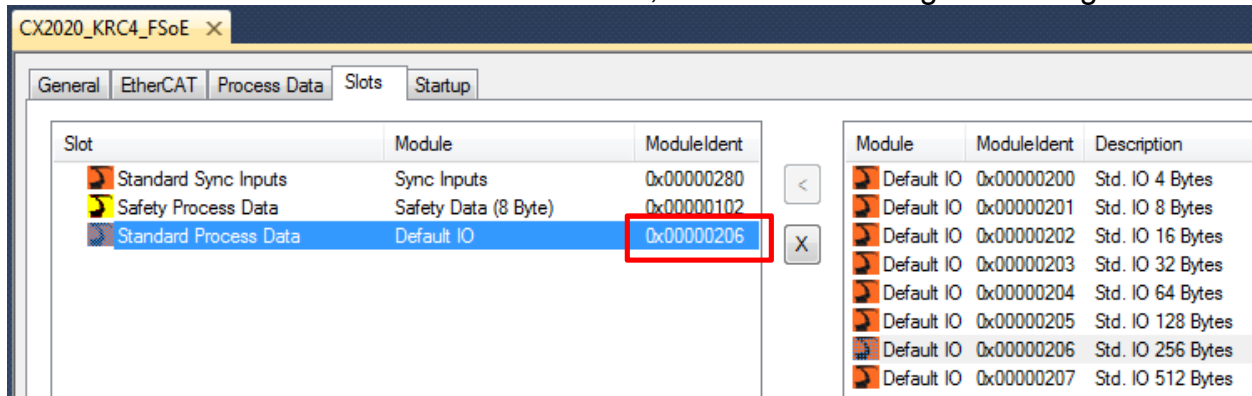 CX2020_KRC4_FSoE X
General EtherCAT Process Data Slots Startup
Slot Module ModuleIdent
Standard Sync Inputs Sync Inputs 0x00000280
Safety Process Data Safety Data (8 Byte) 0x00000102
Standard Process Data Default IO 0x00000206
<
X
Module ModuleIdent Description
Default IO 0x00000200 Std. IO 4 Bytes
Default IO 0x00000201 Std. IO 8 Bytes
Default IO 0x00000202 Std. IO 16 Bytes
Default IO 0x00000203 Std. IO 32 Bytes
Default IO 0x00000204 Std. IO 64 Bytes
Default IO 0x00000205 Std. IO 128 Bytes
Default IO 0x00000206 Std. IO 256 Bytes
Default IO 0x00000207 Std. IO 512 Bytes